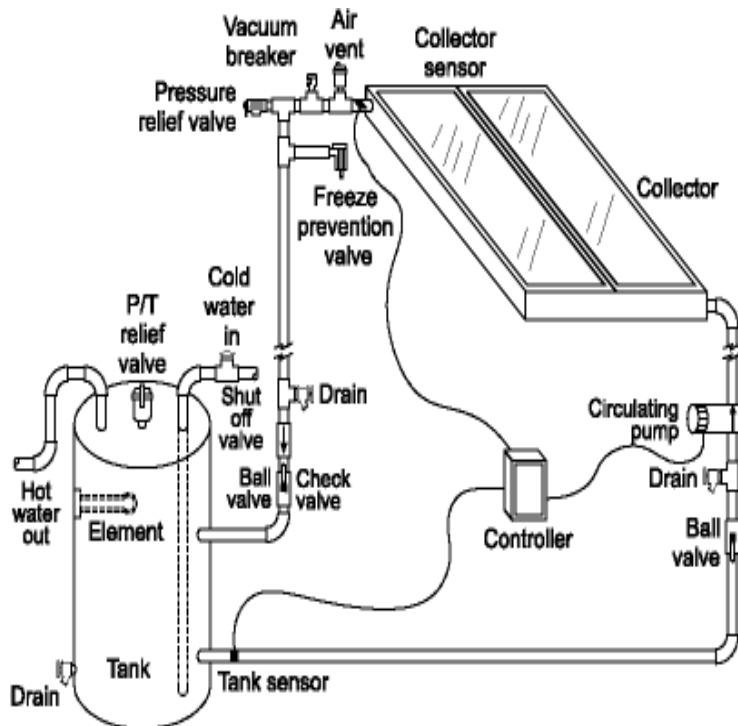 Vacuum
breaker
Air
vent
Collector
sensor
Pressure
relief valve
Collector
Freeze
prevention
valve
Cold
water
in
P/T
relief
valve
Shut
off
valve
Drain
Circulating
pump
Hot
water
out
Element
Ball
valve
Check
valve
Controller
Drain
Ball
valve
Drain
Tank
Tank sensor